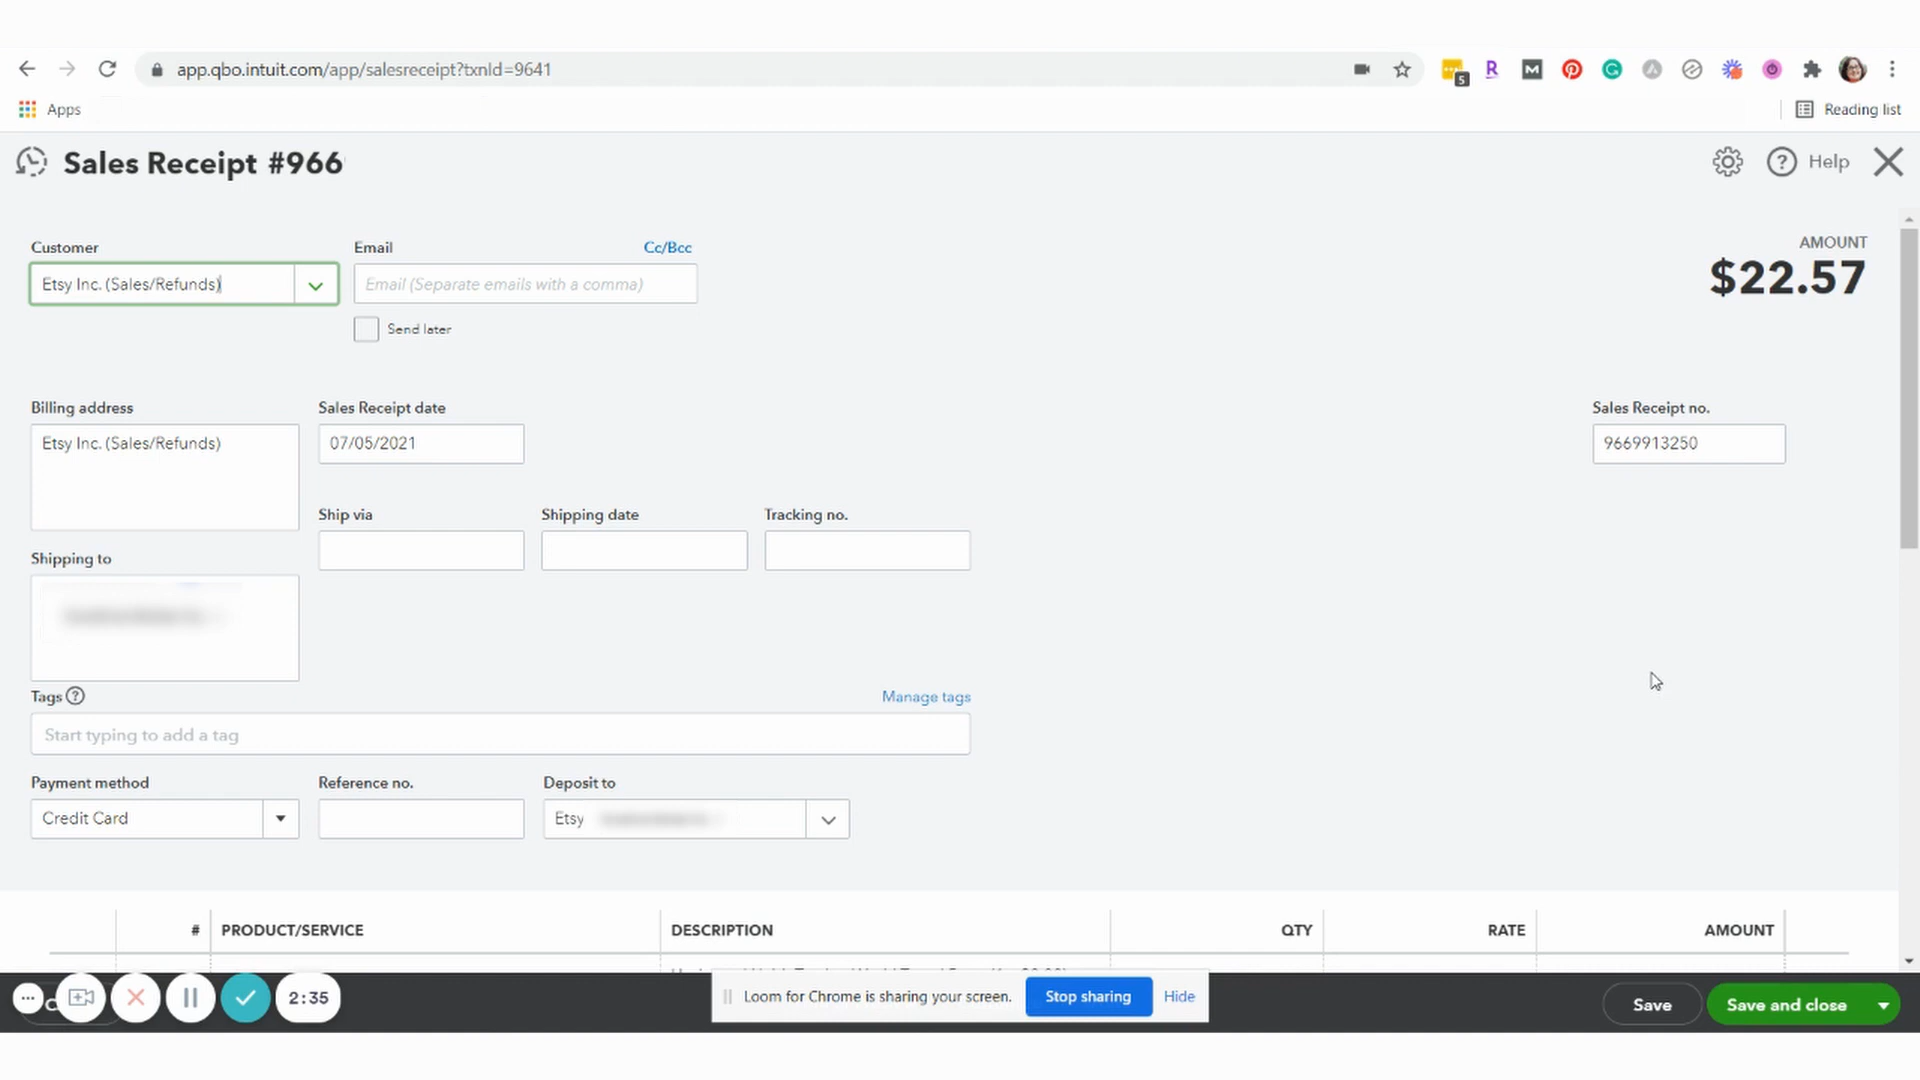 app.qbo.intuit.com/app/salesreceipt?txnId=9641
5
R
M
Apps
Reading list
Sales Receipt #966
Help
Customer
Email
Cc/Bcc
AMOUNT
Etsy Inc. (Sales/Refunds)
Email (Separate emails with a comma)
$22.57
Send later
Billing address
Sales Receipt date
Sales Receipt no.
Etsy Inc. (Sales/Refunds)
07/05/2021
9669913250
Ship via
Shipping date
Tracking no.
Shipping to
Tags
Manage tags
Start typing to add a tag
Payment method
Reference no.
Deposit to
Credit Card
Etsy
# PRODUCT/SERVICE DESCRIPTION QTY RATE AMOUNT
2:35
Loom for Chrome is sharing your screen.
Stop sharing
Hide
Save
Save and close